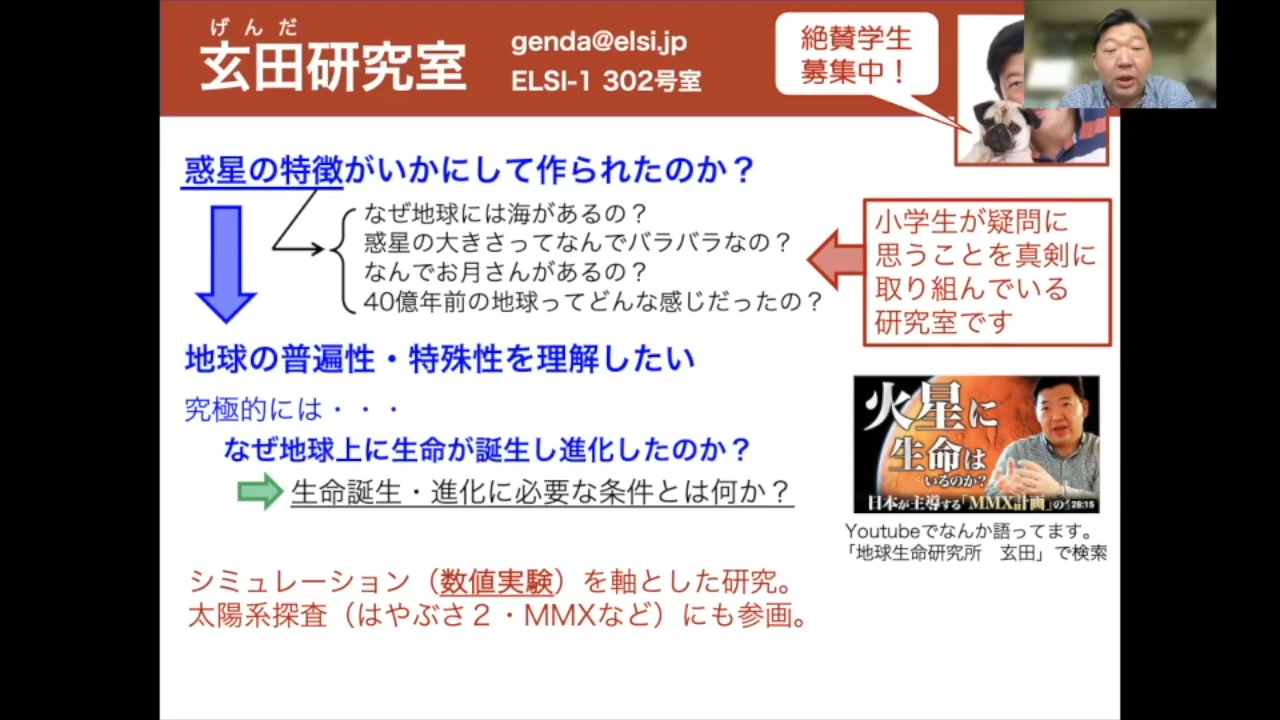 げんだ
玄田研究室
genda@elsi.jp
ELSI-1 302号室
絶賛学生
募集中！
惑星の特徴がいかにして作られたのか？
なぜ地球には海があるの？
惑星の大きさってなんでバラバラなの？
なんでお月さんがあるの？
40億年前の地球ってどんな感じだったの？
小学生が疑問に
思うことを真剣に
取り組んでいる
研究室です
地球の普遍性・特殊性を理解したい
究極的には・・・
なぜ地球上に生命が誕生し進化したのか？
生命誕生・進化に必要な条件とは何か？
火星に
生命は
いるのか？
日本が主導する「MMX計画」の
28:15
Youtubeでなんか語ってます。
「地球生命研究所　玄田」で検索
シミュレーション（数値実験）を軸とした研究。
太陽系探査（はやぶさ２・MMXなど）にも参画。